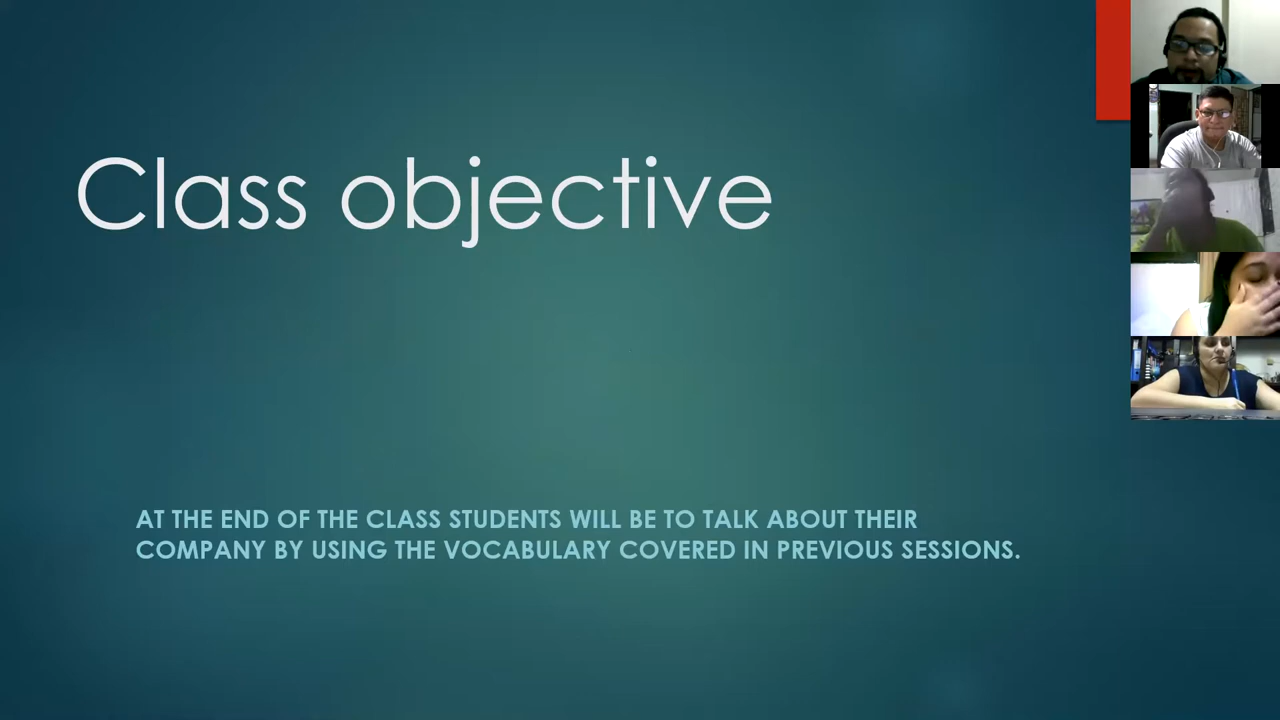 Class objective
AT THE END OF THE CLASS STUDENTS WILL BE TO TALK ABOUT THEIR
COMPANY BY USING THE VOCABULARY COVERED IN PREVIOUS SESSIONS.